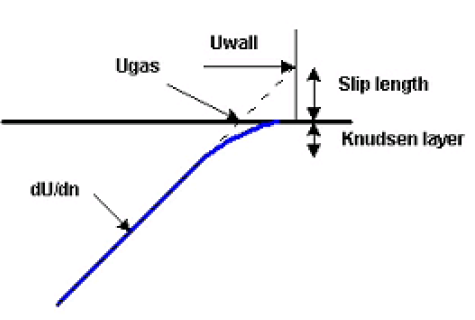 Uwall
Ugas
Slip length
Knudsen layer
dU/dn